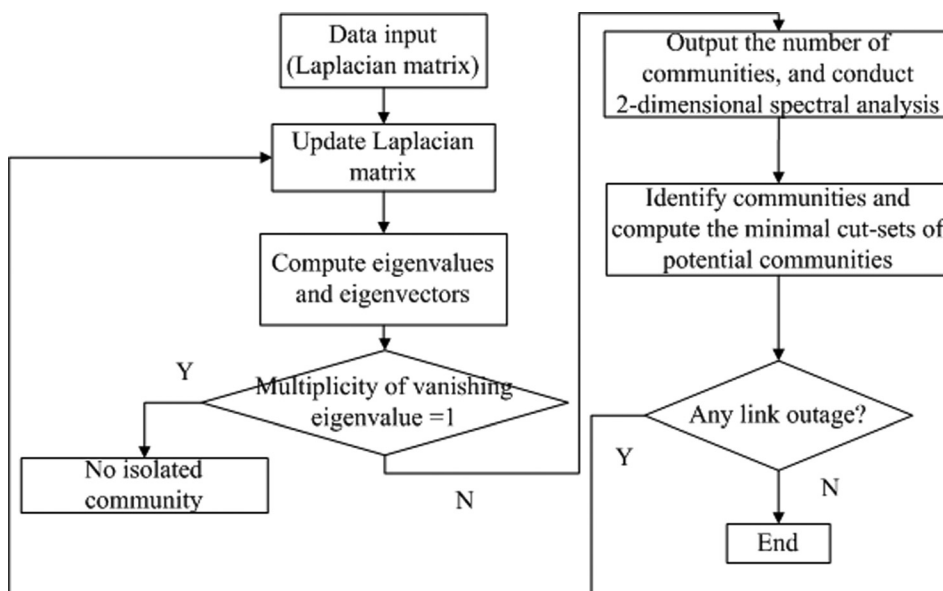 Data input
(Laplacian matrix)
Update Laplacian
matrix
Compute eigenvalues
and eigenvectors
Y
Multiplicity of vanishing
eigenvalue =1
No isolated
community
N
Output the number of
communities, and conduct
2-dimensional spectral analysis
Identify communities and
compute the minimal cut-sets of
potential communities
Any link outage?
Y
N
End